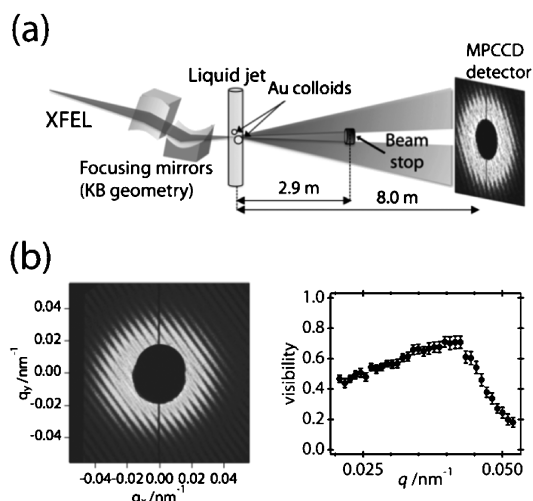 (a)
MPCCD
detector
Liquid jet
Au colloids
XFEL
Focusing mirrors
(KB geometry)
Beam
stop
2.9 m
8.0 m
(b)
0.04
0.02
0.00
-0.02
-0.04
qy/nm-1
-0.04-0.02 0.00 0.02 0.04
qx/nm-1
1.0
0.8
0.6
0.4
0.2
0.0
visibility
0.025
0.050
q /nm-1